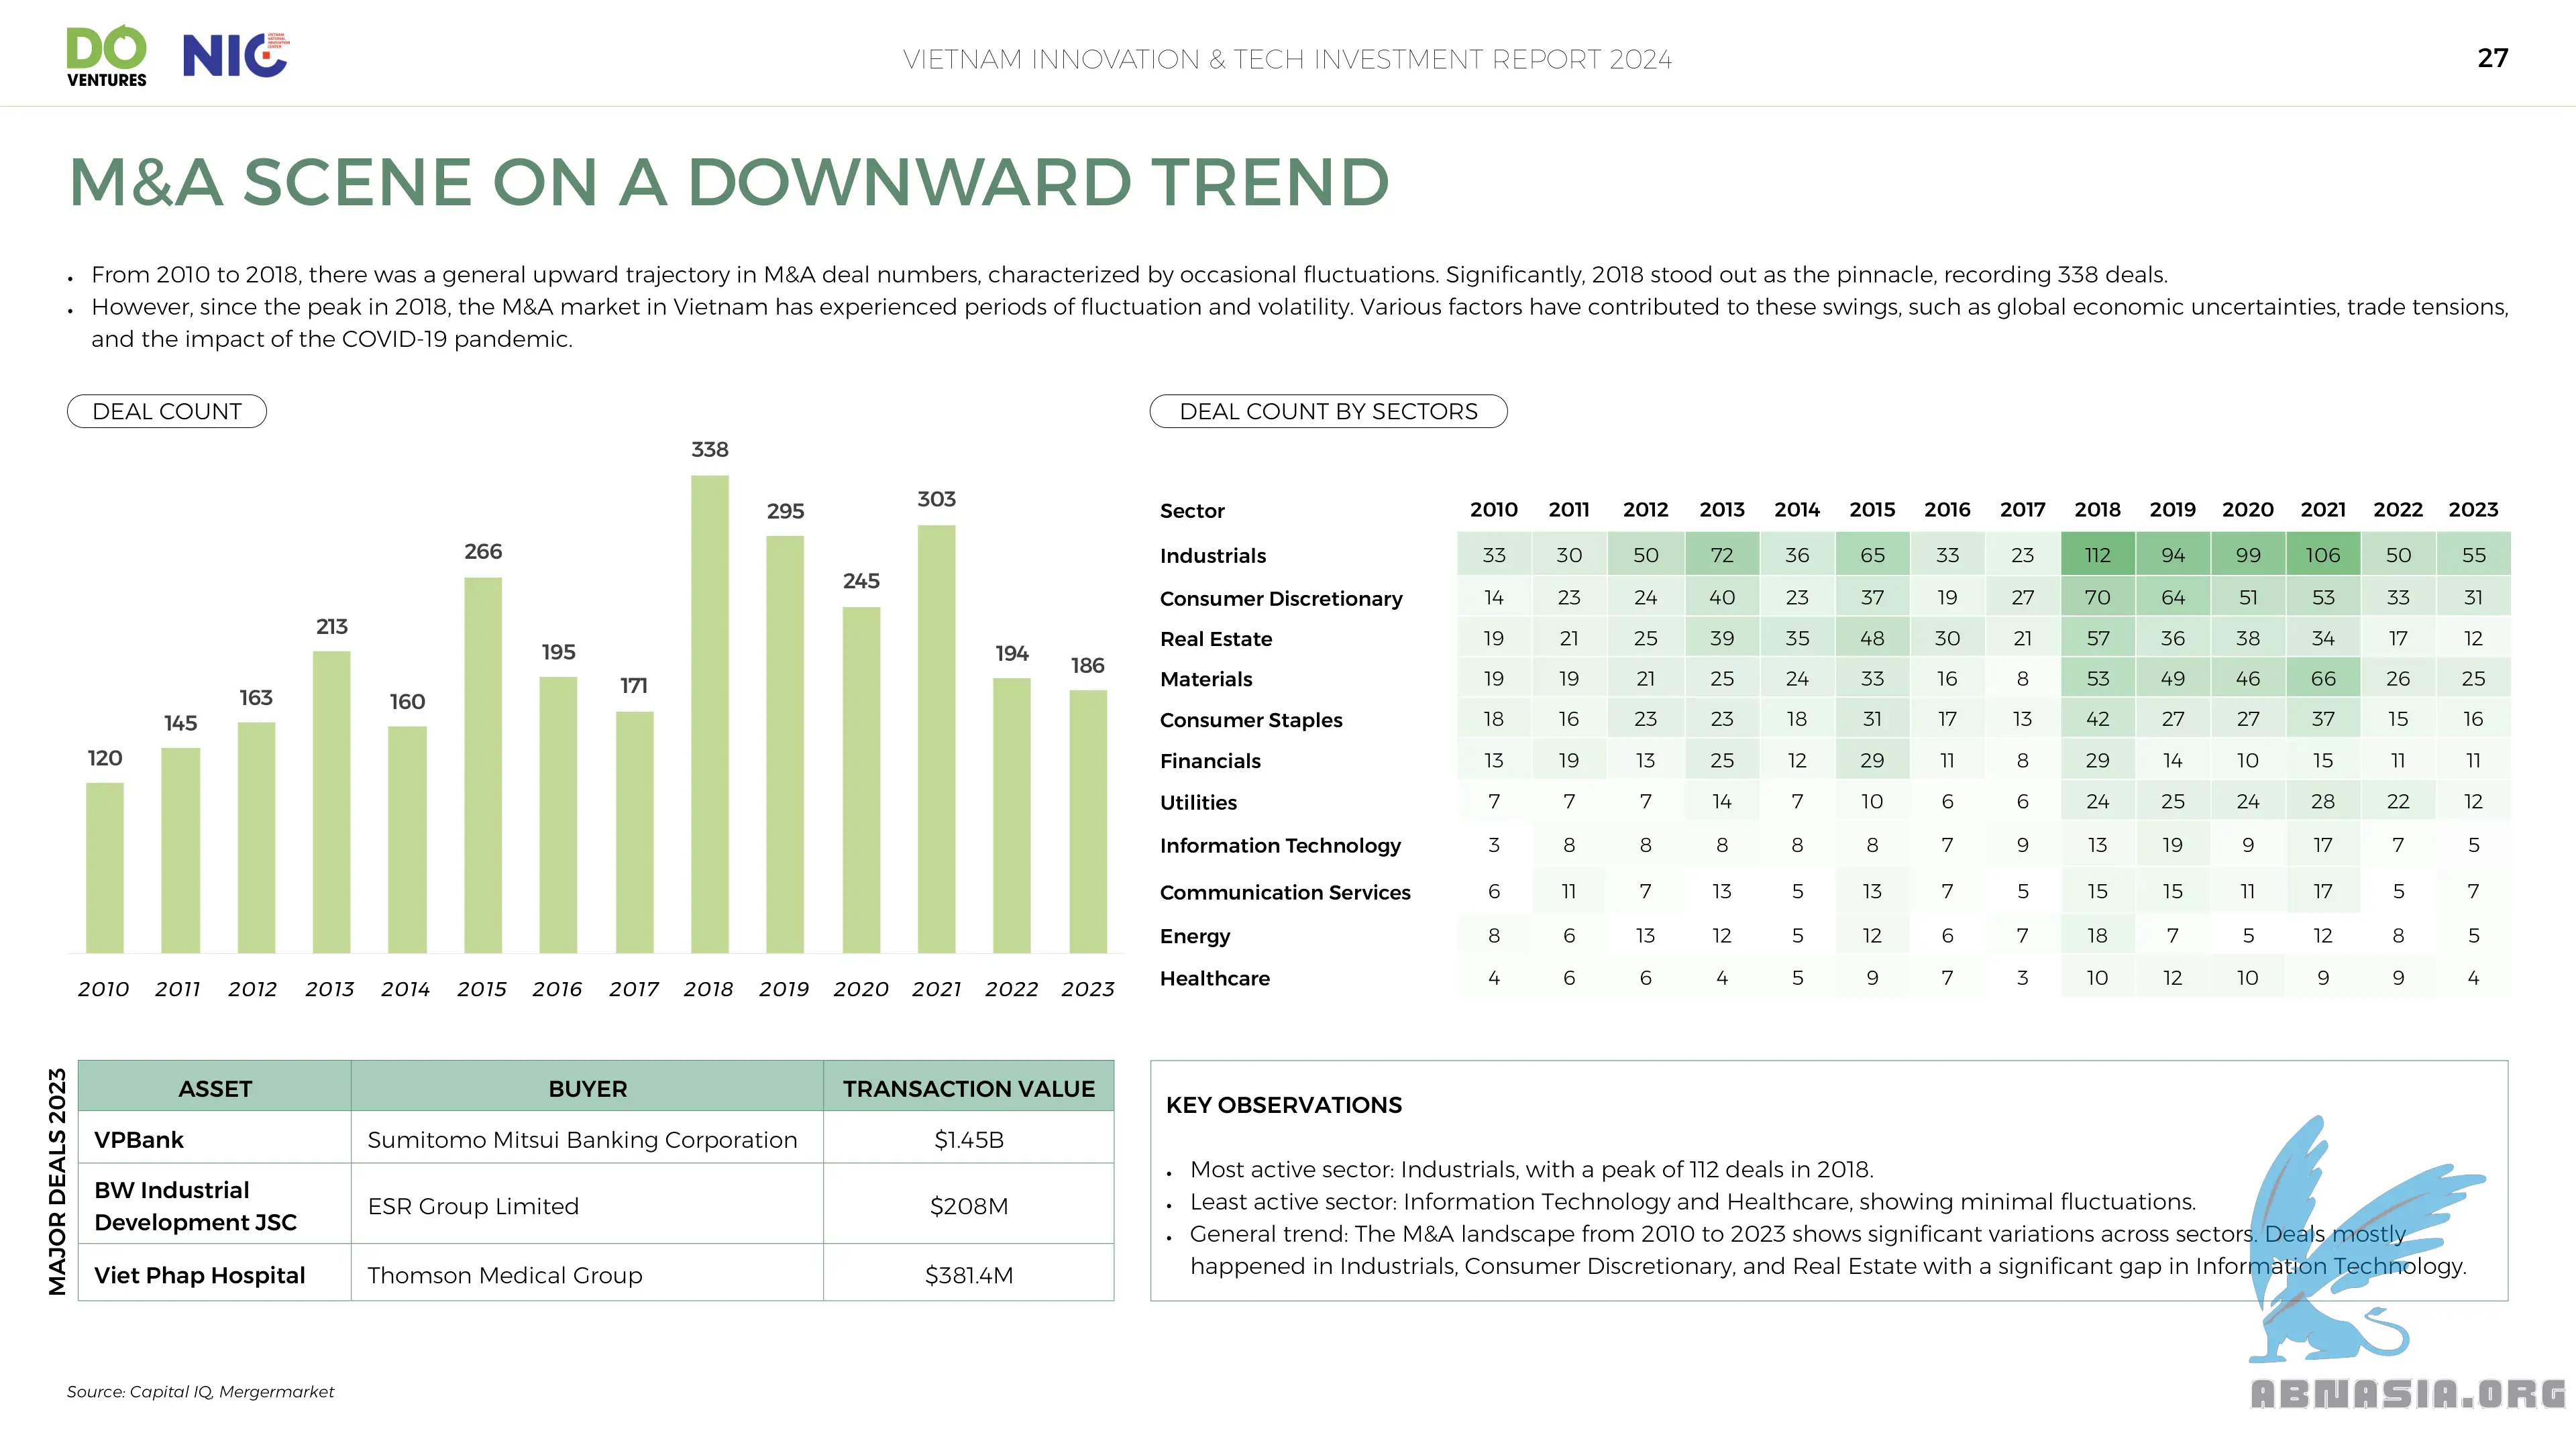 DO VENTURES
NIC
VIETNAM NATIONAL INNOVATION CENTER
VIETNAM INNOVATION & TECH INVESTMENT REPORT 2024
27
M&A SCENE ON A DOWNWARD TREND
• From 2010 to 2018, there was a general upward trajectory in M&A deal numbers, characterized by occasional fluctuations. Significantly, 2018 stood out as the pinnacle, recording 338 deals.
• However, since the peak in 2018, the M&A market in Vietnam has experienced periods of fluctuation and volatility. Various factors have contributed to these swings, such as global economic uncertainties, trade tensions,
and the impact of the COVID-19 pandemic.
DEAL COUNT
120 145 163 213 160 266 195 171 338 295 245 303 194 186
2010 2011 2012 2013 2014 2015 2016 2017 2018 2019 2020 2021 2022 2023
DEAL COUNT BY SECTORS
Sector 2010 2011 2012 2013 2014 2015 2016 2017 2018 2019 2020 2021 2022 2023
Industrials 33 30 50 72 36 65 33 23 112 94 99 106 50 55
Consumer Discretionary 14 23 24 40 23 37 19 27 70 64 51 53 33 31
Real Estate 19 21 25 39 35 48 30 21 57 36 38 34 17 12
Materials 19 19 21 25 24 33 16 8 53 49 46 66 26 25
Consumer Staples 18 16 23 23 18 31 17 13 42 27 27 37 15 16
Financials 13 19 13 25 12 29 11 8 29 14 10 15 11 11
Utilities 7 7 7 14 7 10 6 6 24 25 24 28 22 12
Information Technology 3 8 8 8 8 8 7 9 13 19 9 17 7 5
Communication Services 6 11 7 13 5 13 7 5 15 15 11 17 5 7
Energy 8 6 13 12 5 12 6 7 18 7 5 12 8 5
Healthcare 4 6 6 4 5 9 7 3 10 12 10 9 9 4
MAJOR DEALS 2023
ASSET BUYER TRANSACTION VALUE
VPBank Sumitomo Mitsui Banking Corporation $1.45B
BW Industrial Development JSC ESR Group Limited $208M
Viet Phap Hospital Thomson Medical Group $381.4M
KEY OBSERVATIONS
• Most active sector: Industrials, with a peak of 112 deals in 2018.
• Least active sector: Information Technology and Healthcare, showing minimal fluctuations.
• General trend: The M&A landscape from 2010 to 2023 shows significant variations across sectors. Deals mostly
happened in Industrials, Consumer Discretionary, and Real Estate with a significant gap in Information Technology.
Source: Capital IQ, Mergermarket
ABNASIA.ORG